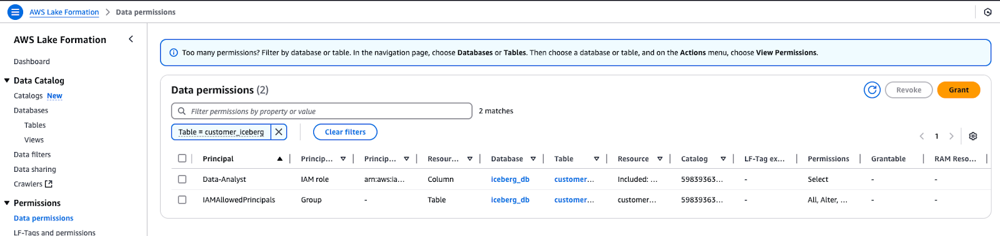 AWS Lake Formation > Data permissions
AWS Lake Formation
Dashboard
Data Catalog
Catalogs New
Databases
Tables
Views
Data filters
Data sharing
Crawlers
Permissions
Data permissions
LF-Tags and permissions
Too many permissions? Filter by database or table. In the navigation page, choose Databases or Tables. Then choose a database or table, and on the Actions menu, choose View Permissions.
Data permissions (2)
Revoke
Grant
Filter permissions by property or value
2 matches
Table = customer_iceberg
Clear filters
1
Principal Princip... Princip... Resour... Database Table Resource Catalog LF-Tag ex... Permissions Grantable RAM Reso...
Data-Analyst IAM role arn:aws:ia... Column iceberg_db customer... Included: ... 59839363... - Select - -
IAMAllowedPrincipals Group - Table iceberg_db customer... customer... 59839363... - All, Alter, ... - -